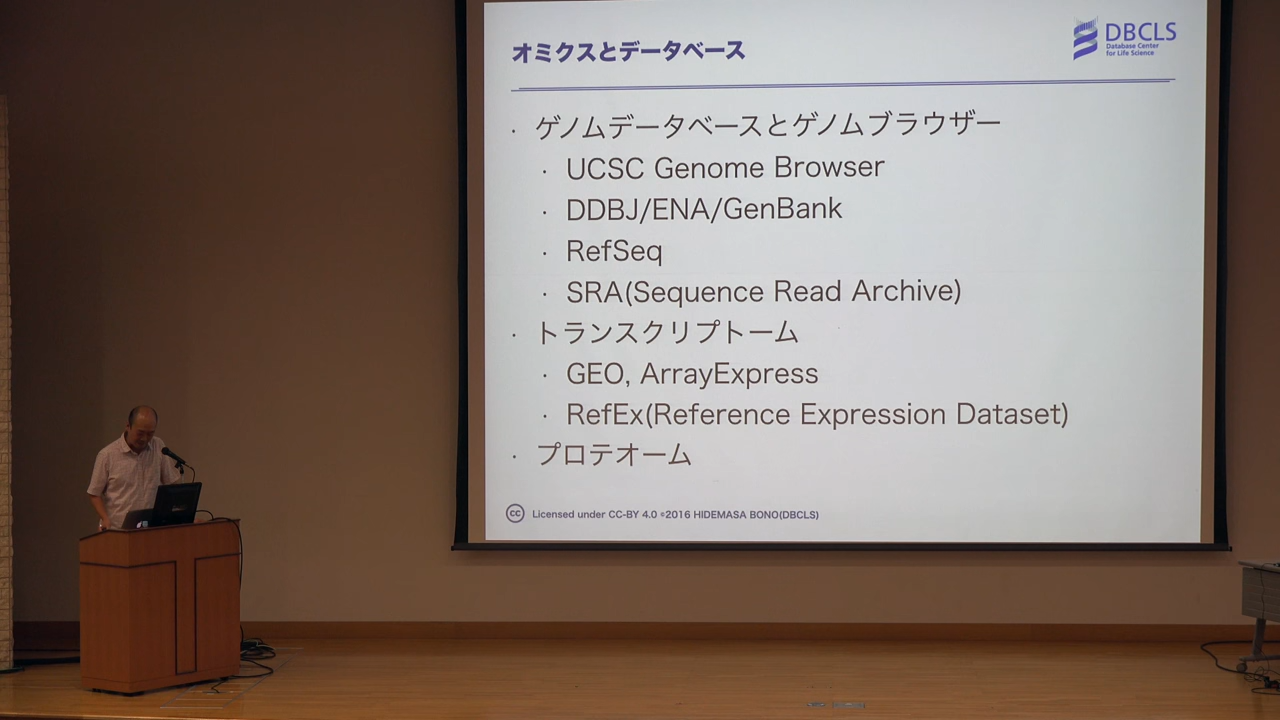 オミクスとデータベース
DBCLS
Database Center
for Life Science
・ ゲノムデータベースとゲノムブラウザー
・ UCSC Genome Browser
・ DDBJ/ENA/GenBank
・ RefSeq
・ SRA(Sequence Read Archive)
・ トランスクリプトーム
・ GEO, ArrayExpress
・ RefEx(Reference Expression Dataset)
・ プロテオーム
cc Licensed under CC-BY 4.0 ©2016 HIDEMASA BONO(DBCLS)